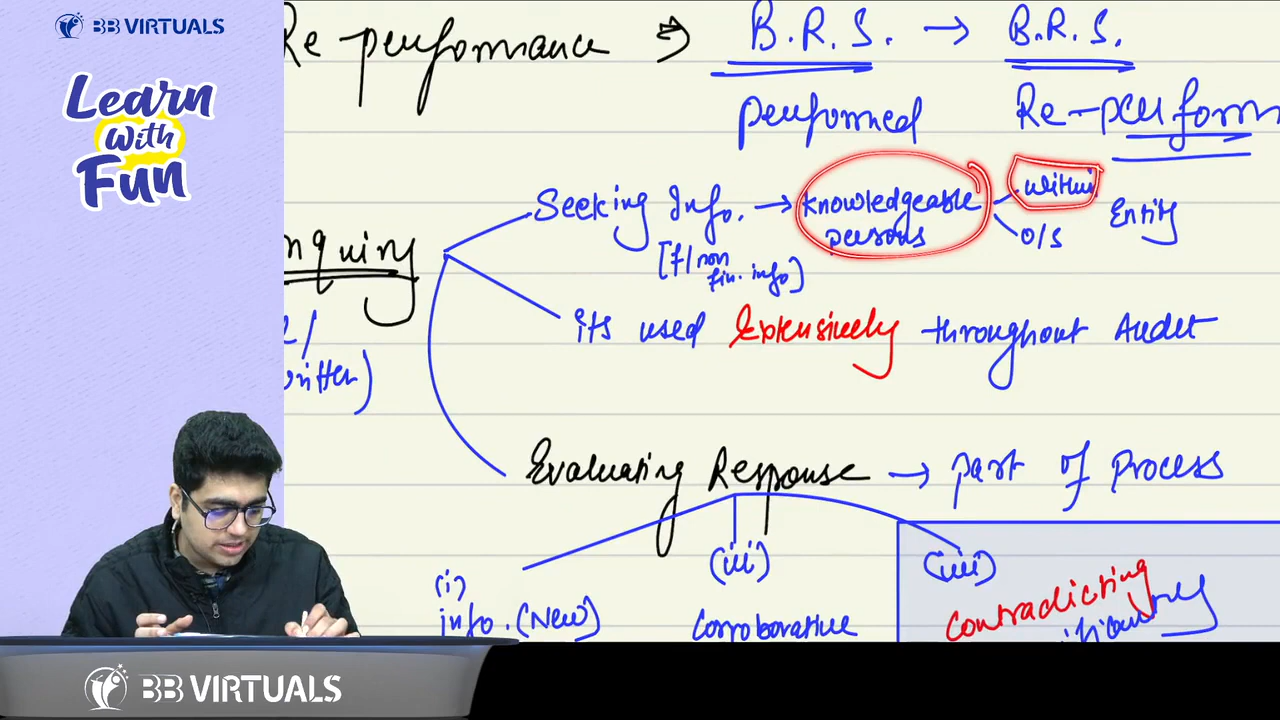 BB VIRTUALS
Learn
With
Fun
Re-performance ⇒ B.R.S. → B.R.S.
performed Re-perform
Seeking Info. → knowledgeable persons within Entity
O/S
[f/non fin. info]
nquiry
its used Extensively throughout Audit
written)
Evaluating Response → part of Process
(i) (ii) (iii)
info. (New) Corroborative Contradicting
BB VIRTUALS